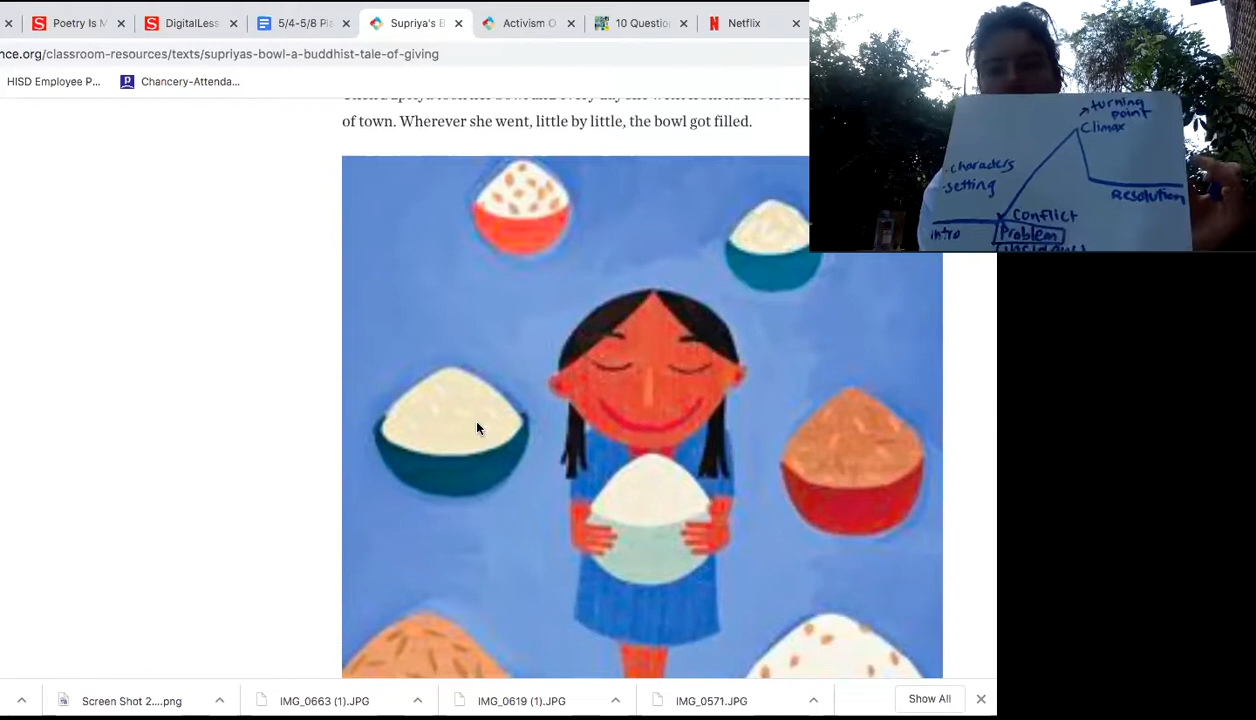 Poetry Is M
DigitalLess
5/4-5/8 Pl
Supriya's B
Activism O
10 Questio
Netflix
nce.org/classroom-resources/texts/supriyas-bowl-a-buddhist-tale-of-giving
HISD Employee P...
Chancery-Attenda...
of town. Wherever she went, little by little, the bowl got filled.
turning
point
Climax
characters
setting
Resolution
Conflict
intro
Problem
Screen Shot 2....png
IMG_0663 (1).JPG
IMG_0619 (1).JPG
IMG_0571.JPG
Show All